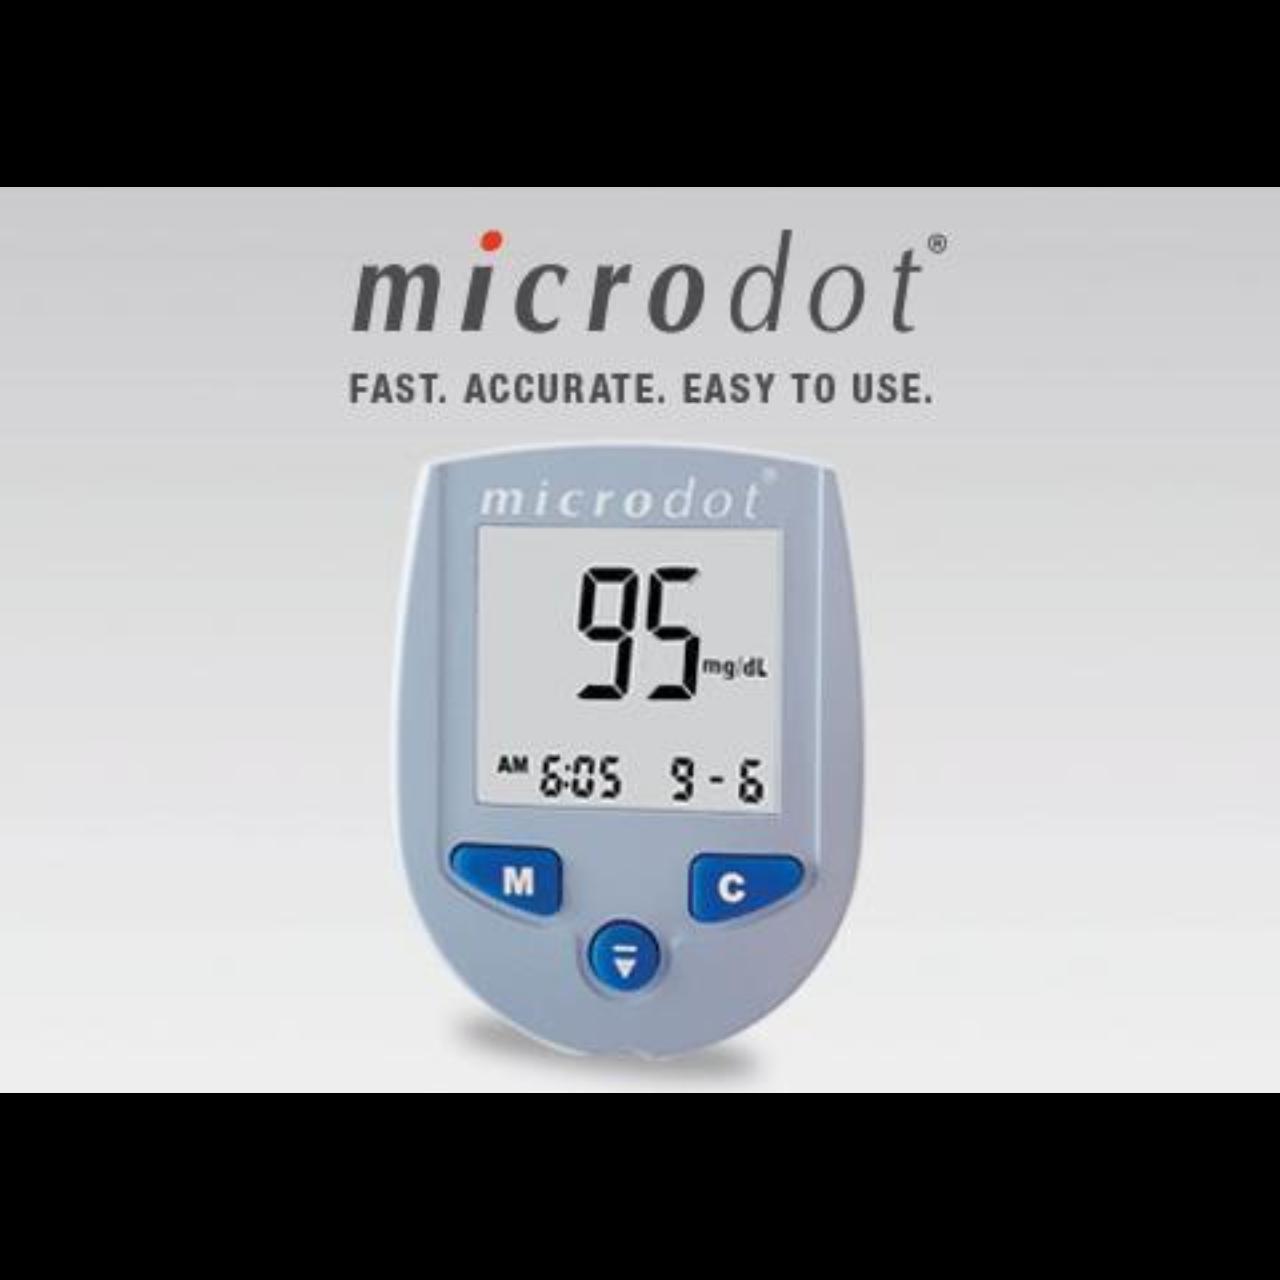 microdot®
FAST. ACCURATE. EASY TO USE.
microdot®
95 mg/dL
AM 6:05 9-6
M C